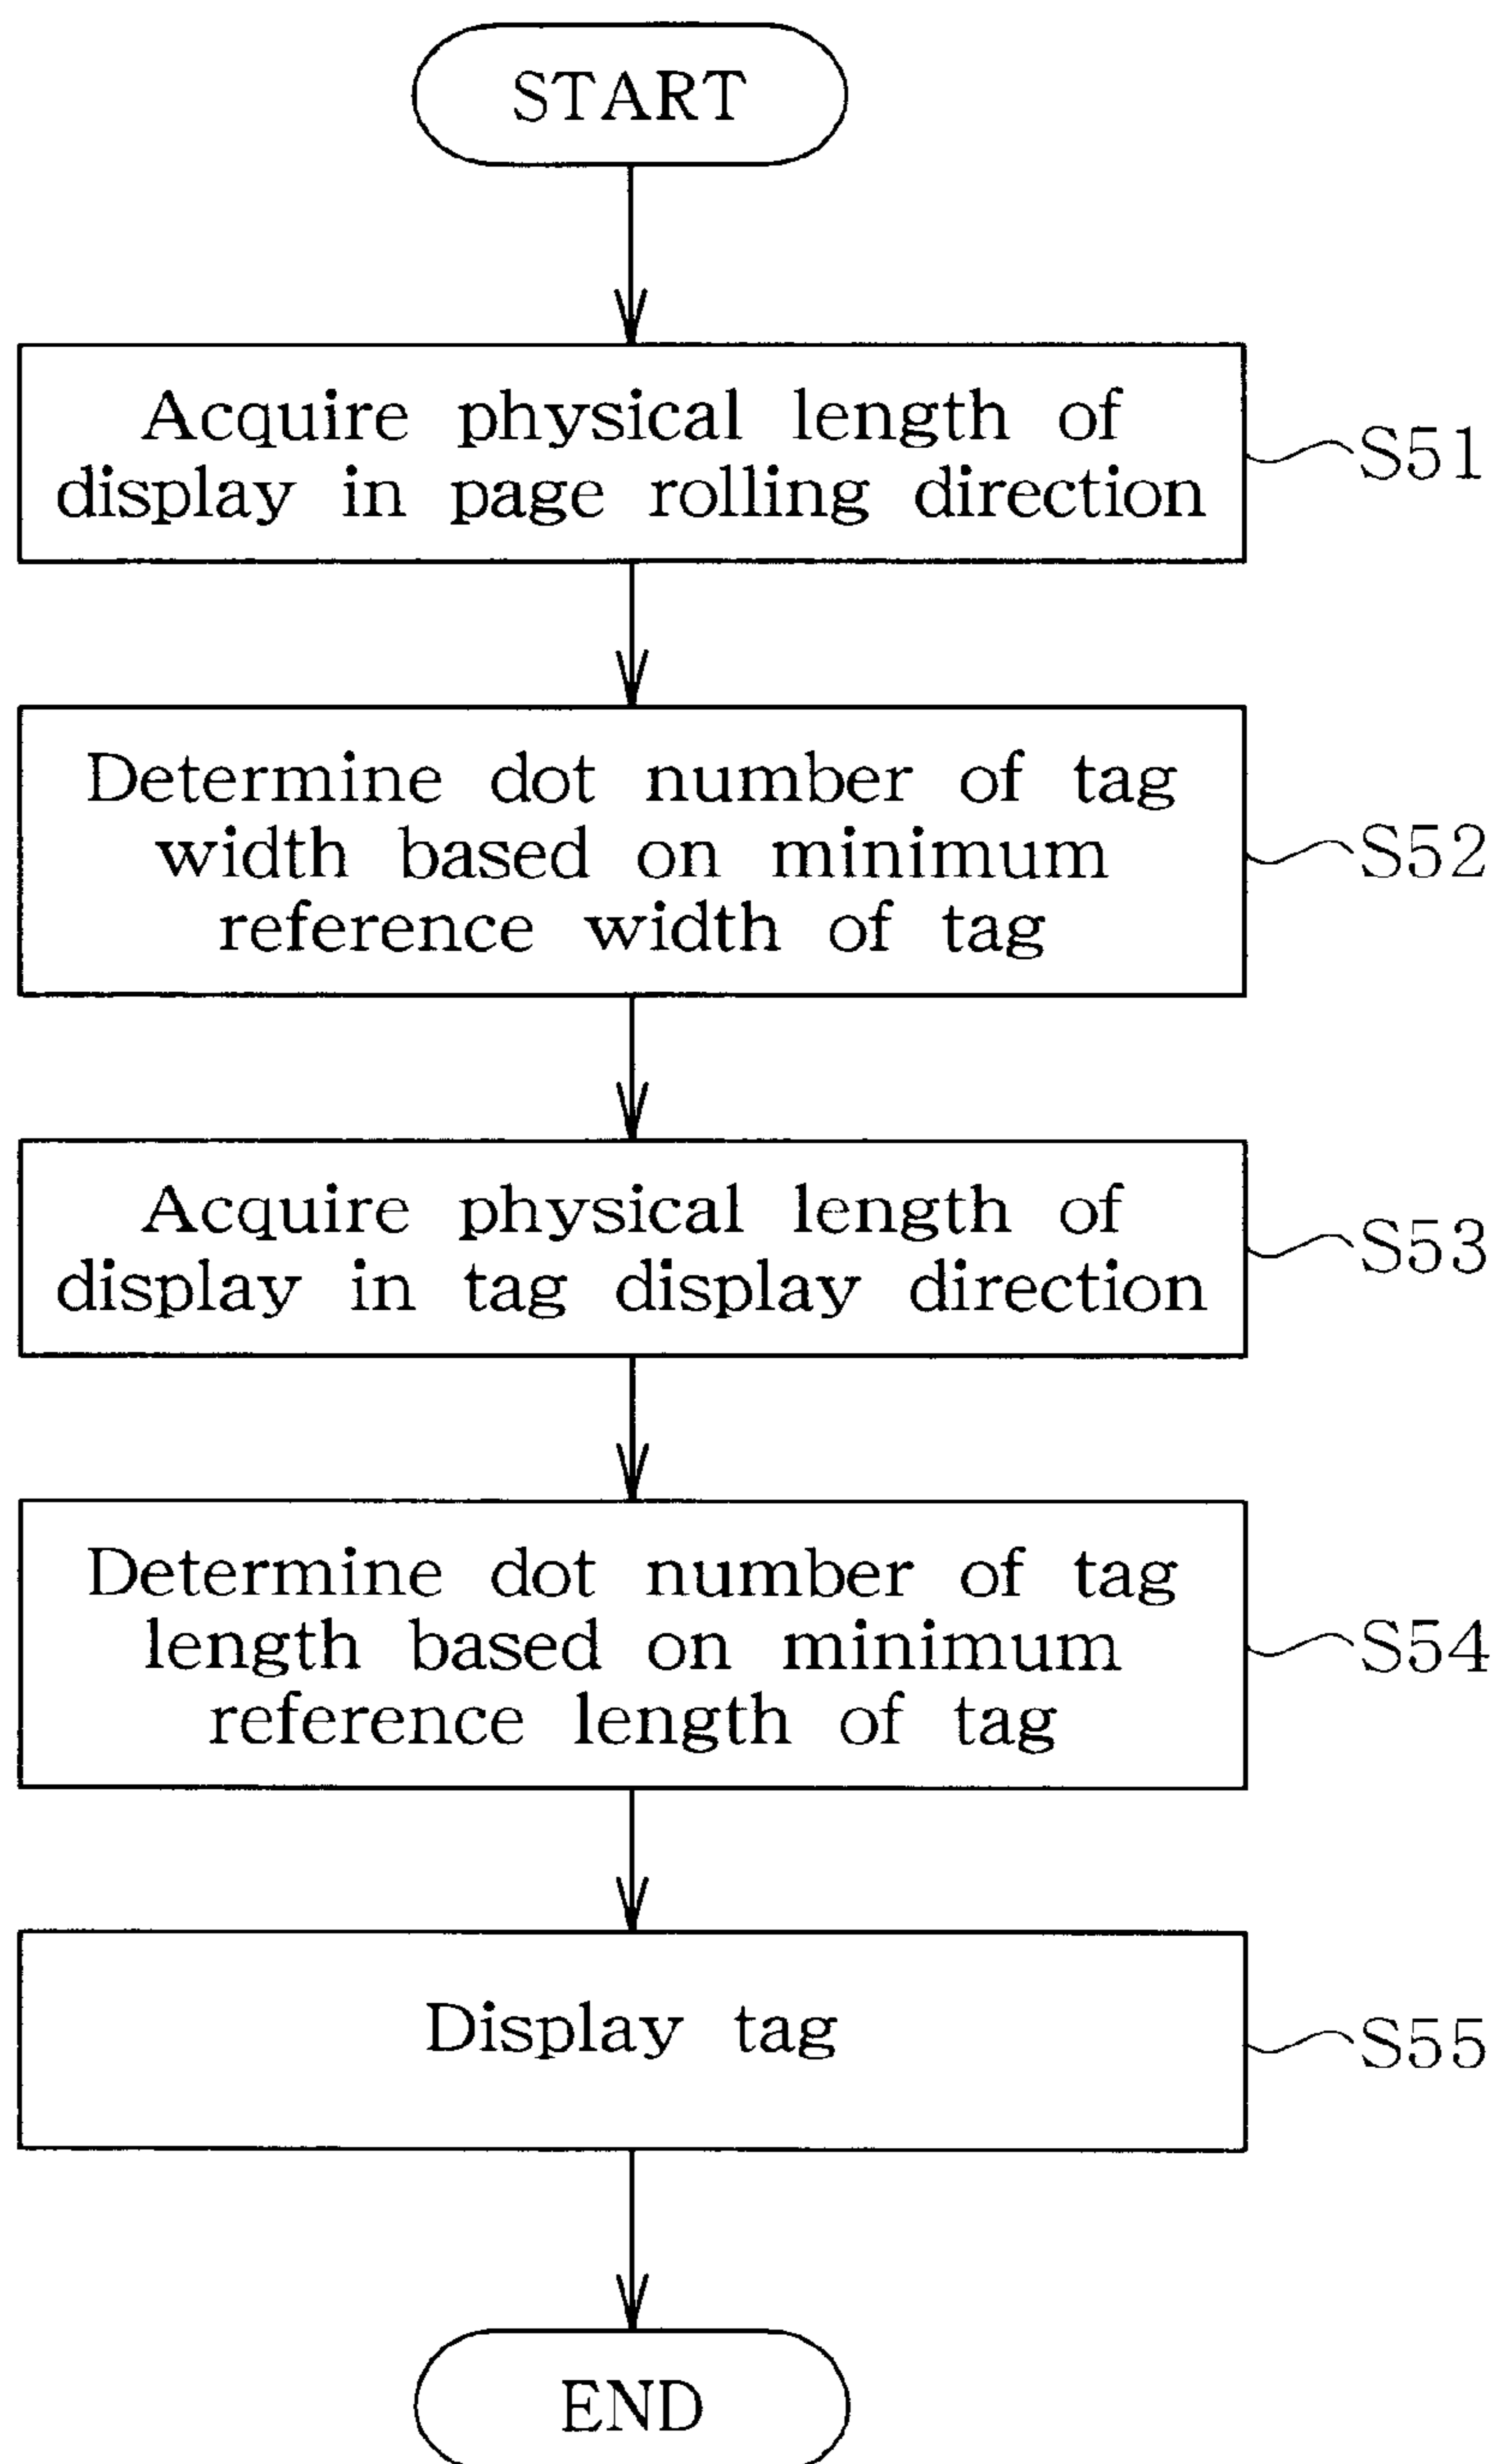 START
Acquire physical length of
display in page rolling direction
S51
Determine dot number of tag
width based on minimum
reference width of tag
S52
Acquire physical length of
display in tag display direction
S53
Determine dot number of tag
length based on minimum
reference length of tag
S54
Display tag
S55
END